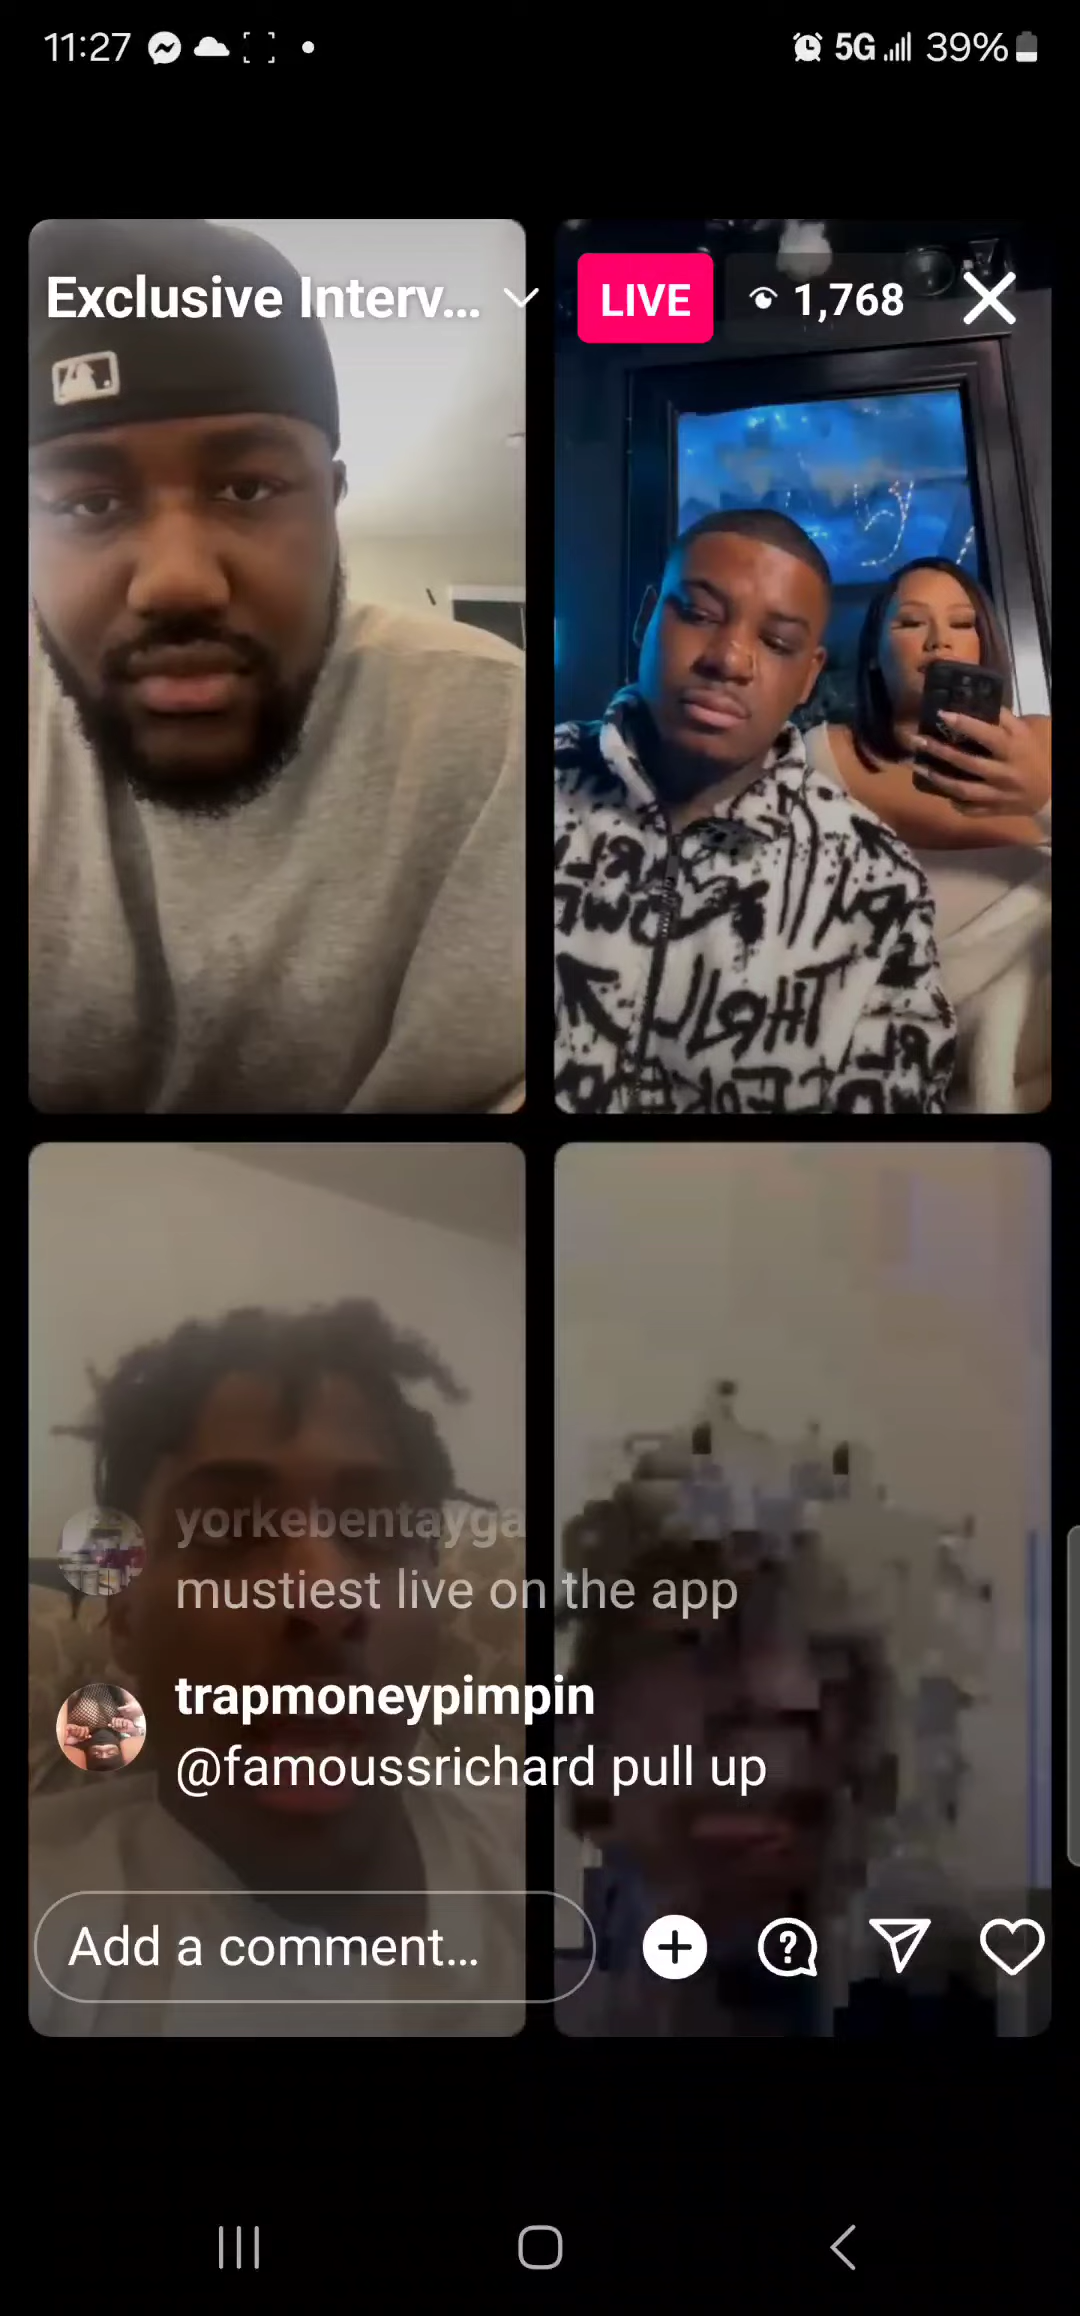 11:27
5G 39%
Exclusive Interv...
LIVE 1,768
yorkebentayga
mustiest live on the app
trapmoneypimpin
@famoussrichard pull up
Add a comment...